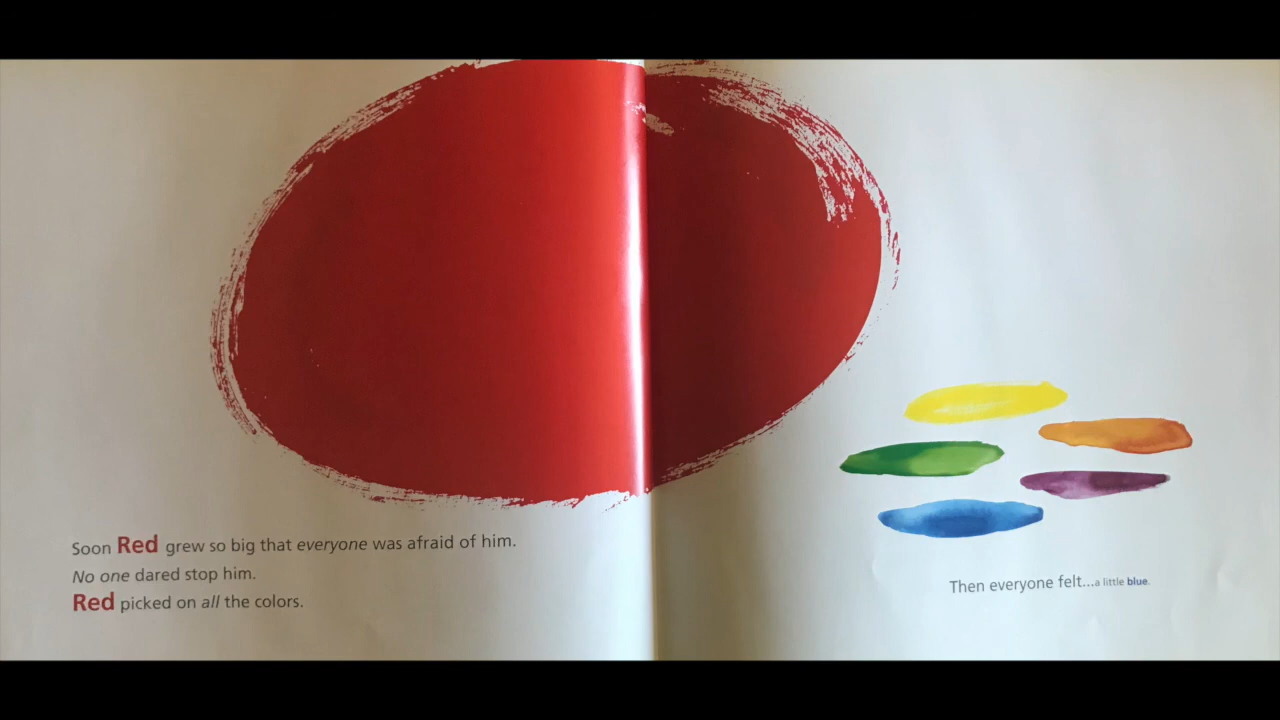 Soon Red grew so big that everyone was afraid of him.
No one dared stop him.
Red picked on all the colors.
Then everyone felt...a little blue.